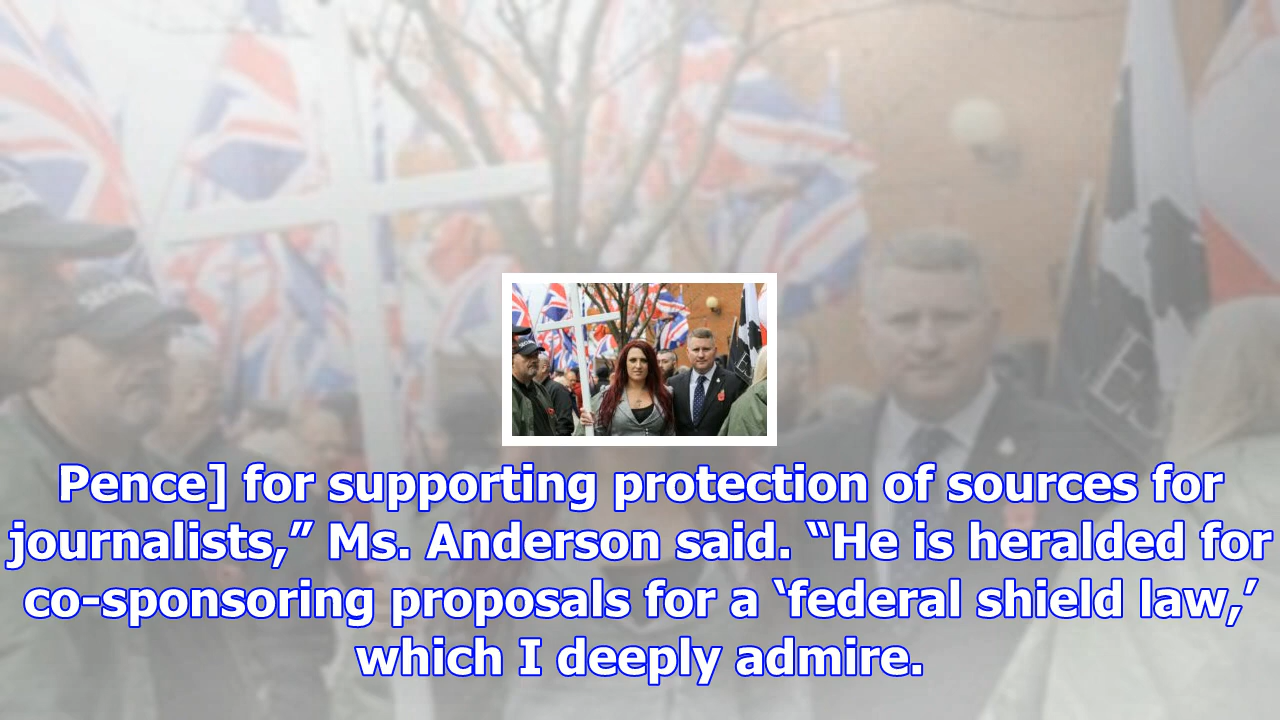 Pence] for supporting protection of sources for
journalists,” Ms. Anderson said. “He is heralded for
co-sponsoring proposals for a ‘federal shield law,’
which I deeply admire.